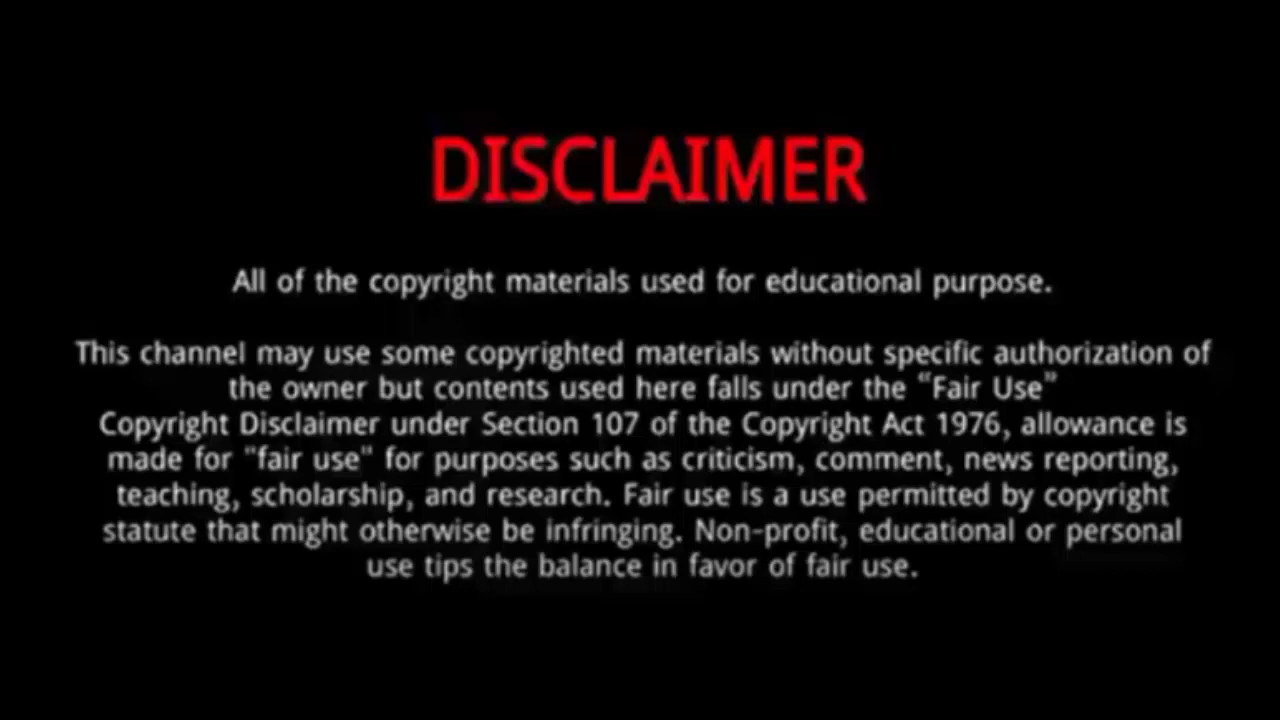 DISCLAIMER
All of the copyright materials used for educational purpose.
This channel may use some copyrighted materials without specific authorization of
the owner but contents used here falls under the “Fair Use”
Copyright Disclaimer under Section 107 of the Copyright Act 1976, allowance is
made for "fair use" for purposes such as criticism, comment, news reporting,
teaching, scholarship, and research. Fair use is a use permitted by copyright
statute that might otherwise be infringing. Non-profit, educational or personal
use tips the balance in favor of fair use.